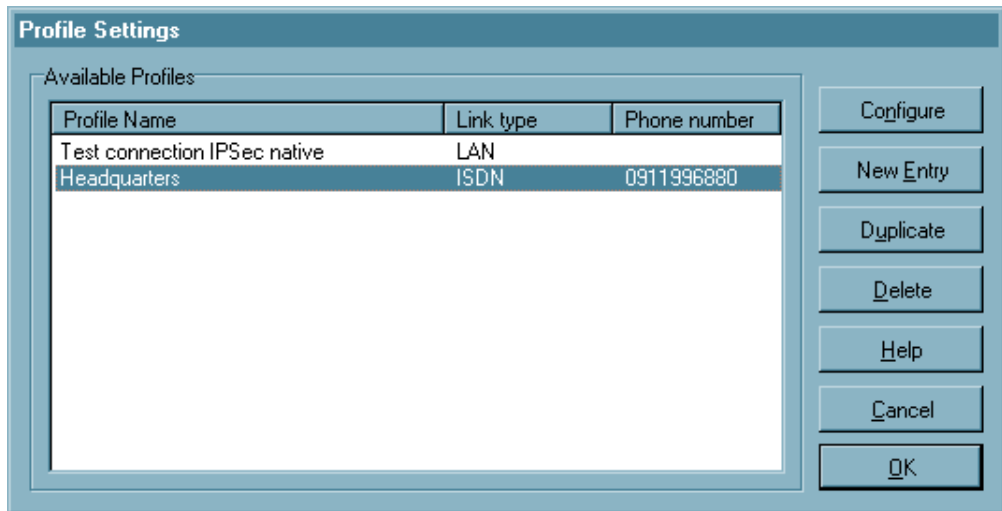 Profile Settings
Available Profiles
Profile Name Link type Phone number
Test connection IPSec native LAN
Headquarters ISDN 0911996880
Configure
New Entry
Duplicate
Delete
Help
Cancel
OK